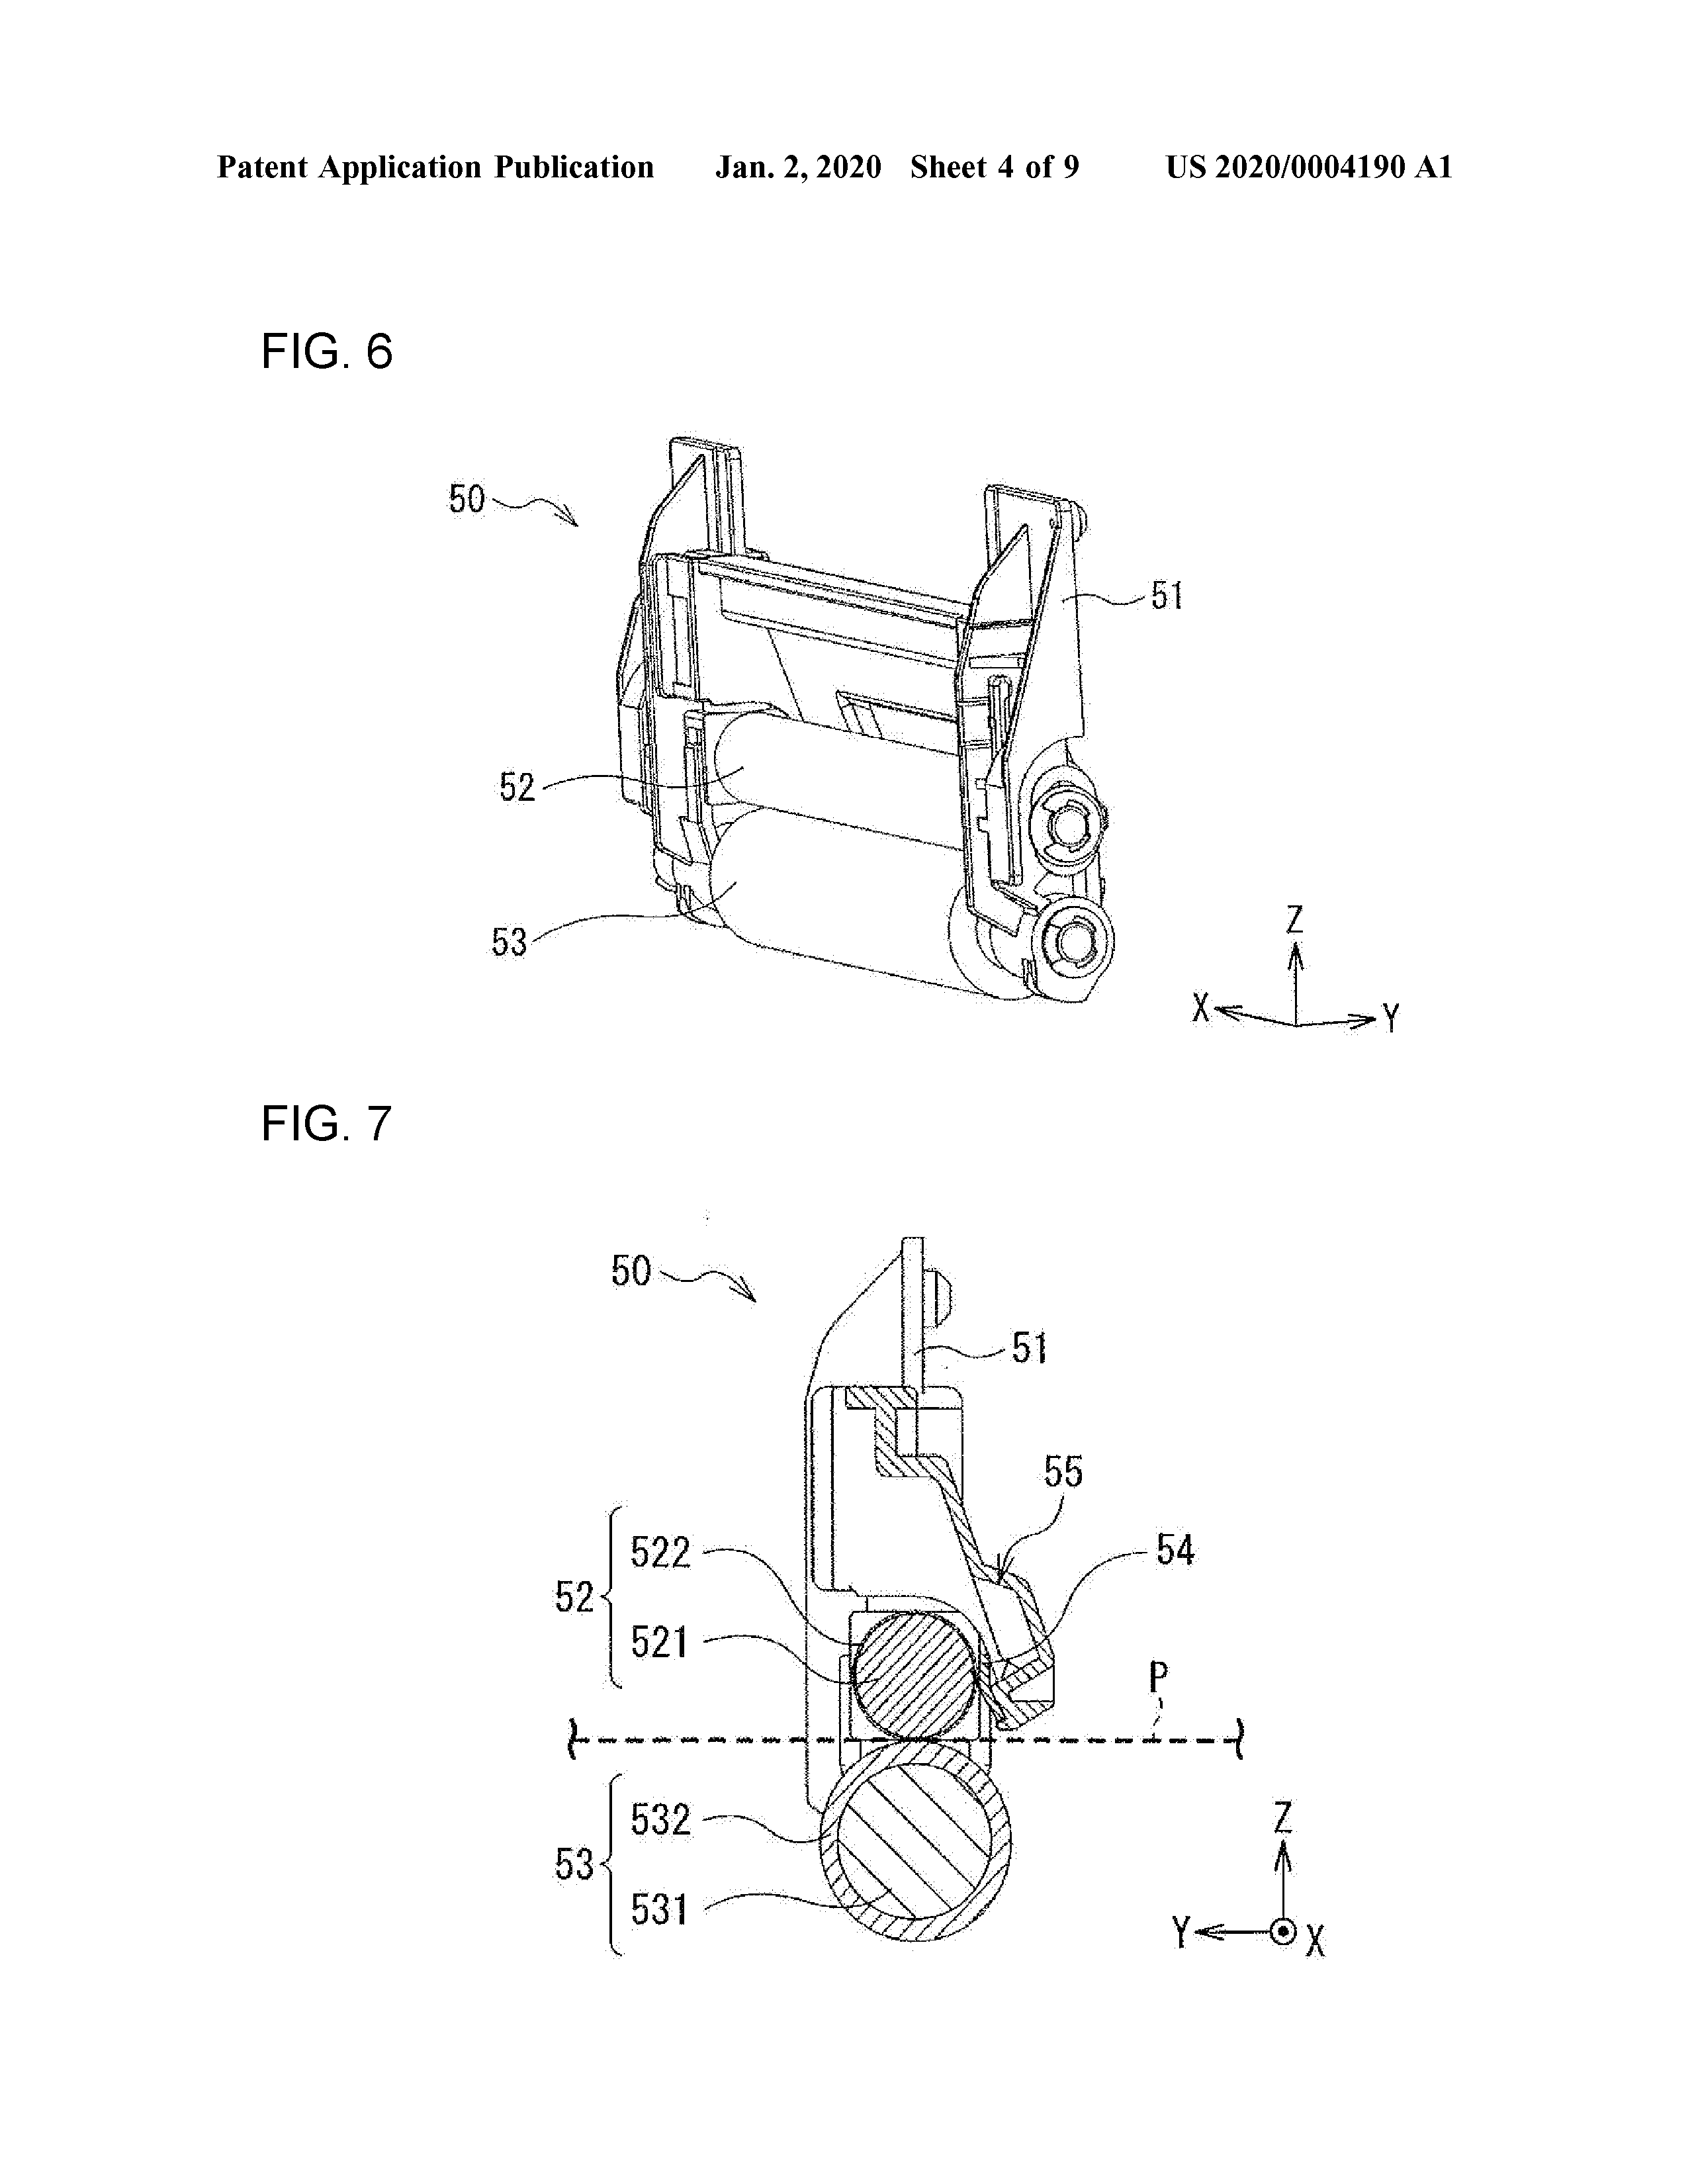 Patent Application Publication Jan. 2, 2020 Sheet 4 of 9 US 2020/0004190 A1
FIG. 6
50
51
52
53
Z
X
Y
FIG. 7
50
51
55
54
522
52
521
P
532
53
531
Z
Y
X